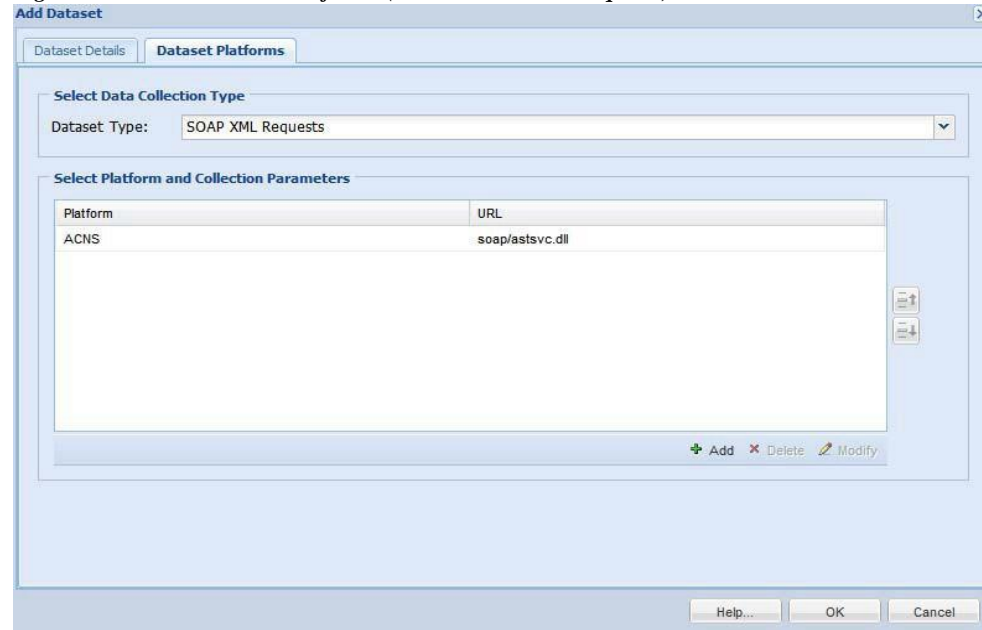 Add Dataset
Dataset Details Dataset Platforms
Select Data Collection Type
Dataset Type: SOAP XML Requests
Select Platform and Collection Parameters
Platform URL
ACNS soap/astsvc.dll
Add Delete Modify
Help... OK Cancel